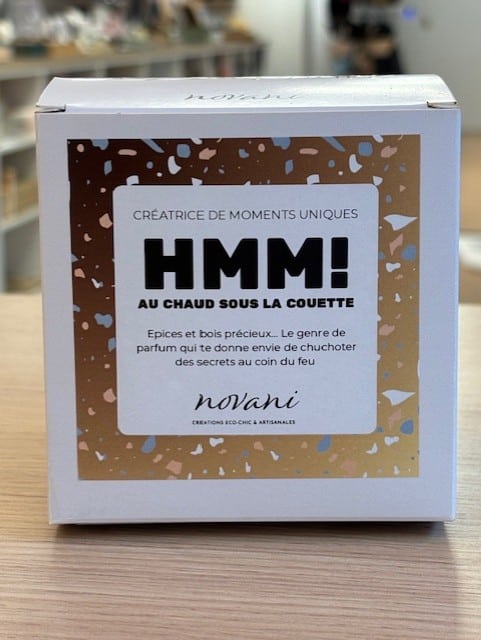 novani
CRÉATRICE DE MOMENTS UNIQUES
HMM!
AU CHAUD SOUS LA COUETTE
Epices et bois précieux... Le genre de
parfum qui te donne envie de chuchoter
des secrets au coin du feu
novani
CRÉATIONS ECO-CHIC & ARTISANALES